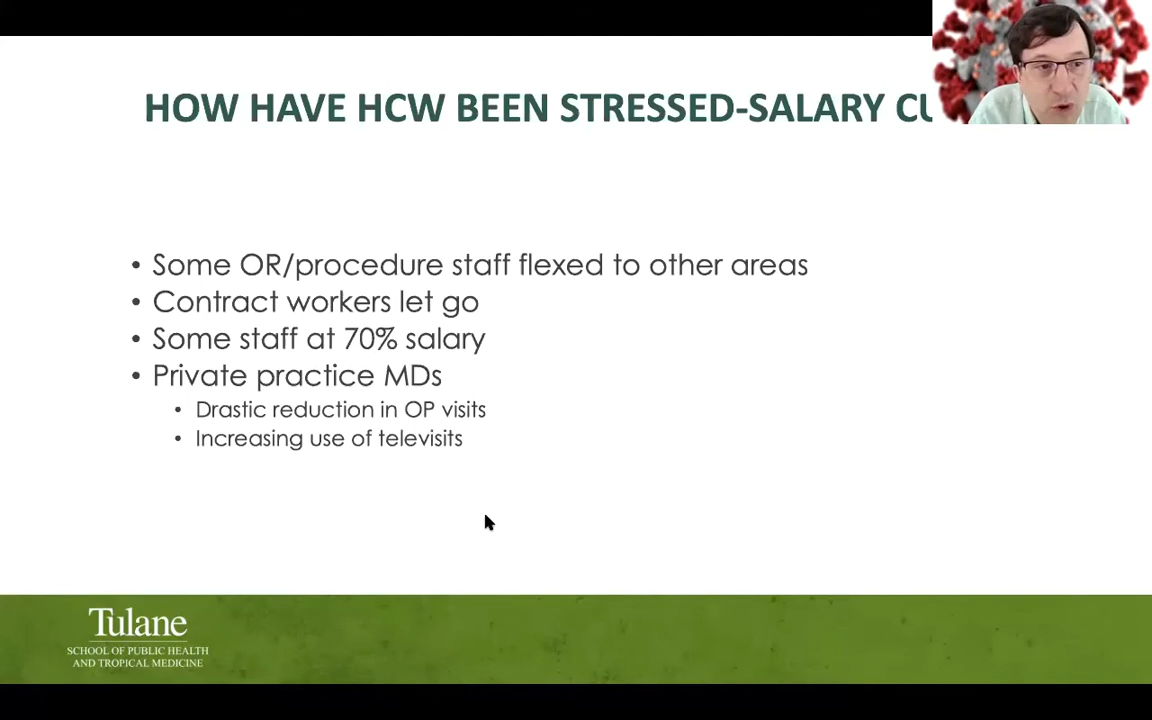 HOW HAVE HCW BEEN STRESSED-SALARY
• Some OR/procedure staff flexed to other areas
• Contract workers let go
• Some staff at 70% salary
• Private practice MDs
• Drastic reduction in OP visits
• Increasing use of televisits
Tulane
SCHOOL OF PUBLIC HEALTH
AND TROPICAL MEDICINE